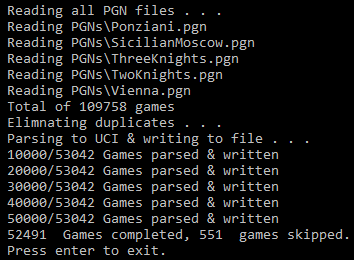 Reading all PGN files . . .
Reading PGNs\Ponziani.pgn
Reading PGNs\SicilianMoscow.pgn
Reading PGNs\ThreeKnights.pgn
Reading PGNs\TwoKnights.pgn
Reading PGNs\Vienna.pgn
Total of 109758 games
Elimnating duplicates . . .
Parsing to UCI & writing to file . . .
10000/53042 Games parsed & written
20000/53042 Games parsed & written
30000/53042 Games parsed & written
40000/53042 Games parsed & written
50000/53042 Games parsed & written
52491  Games completed, 551  games skipped.
Press enter to exit.